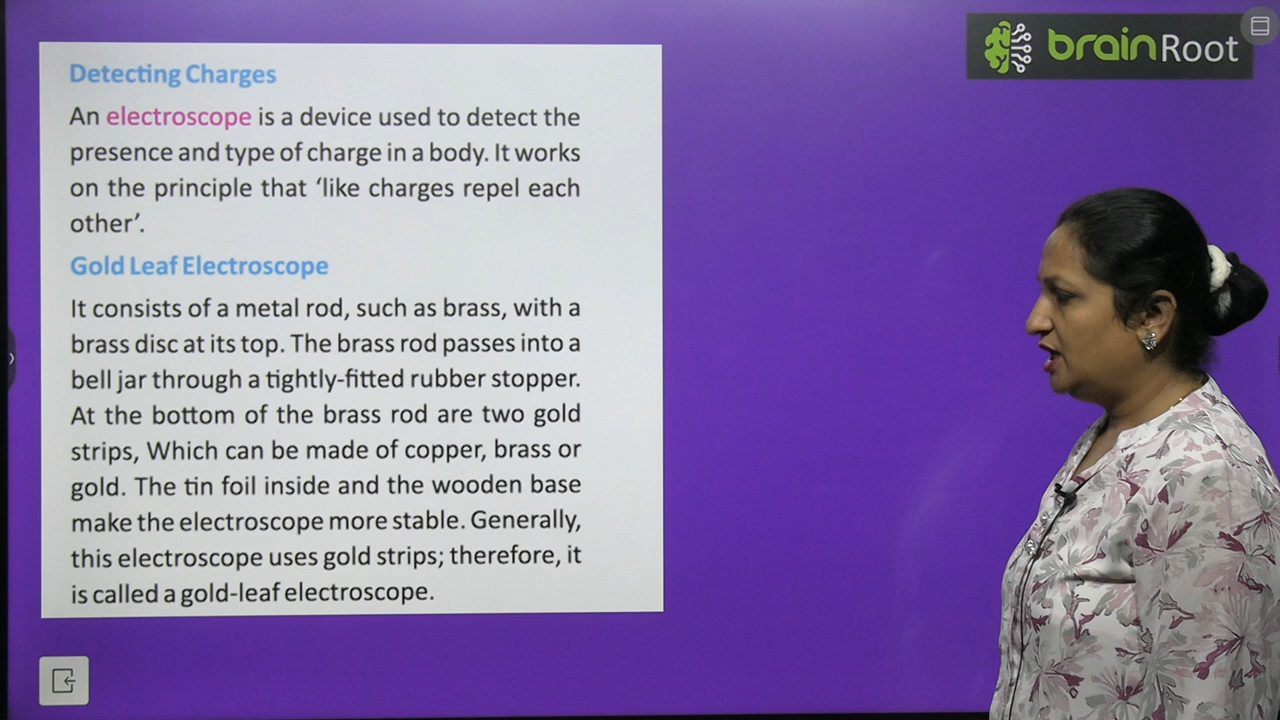 brainRoot
Detecting Charges
An electroscope is a device used to detect the
presence and type of charge in a body. It works
on the principle that ‘like charges repel each
other’.
Gold Leaf Electroscope
It consists of a metal rod, such as brass, with a
brass disc at its top. The brass rod passes into a
bell jar through a tightly-fitted rubber stopper.
At the bottom of the brass rod are two gold
strips, Which can be made of copper, brass or
gold. The tin foil inside and the wooden base
make the electroscope more stable. Generally,
this electroscope uses gold strips; therefore, it
is called a gold-leaf electroscope.